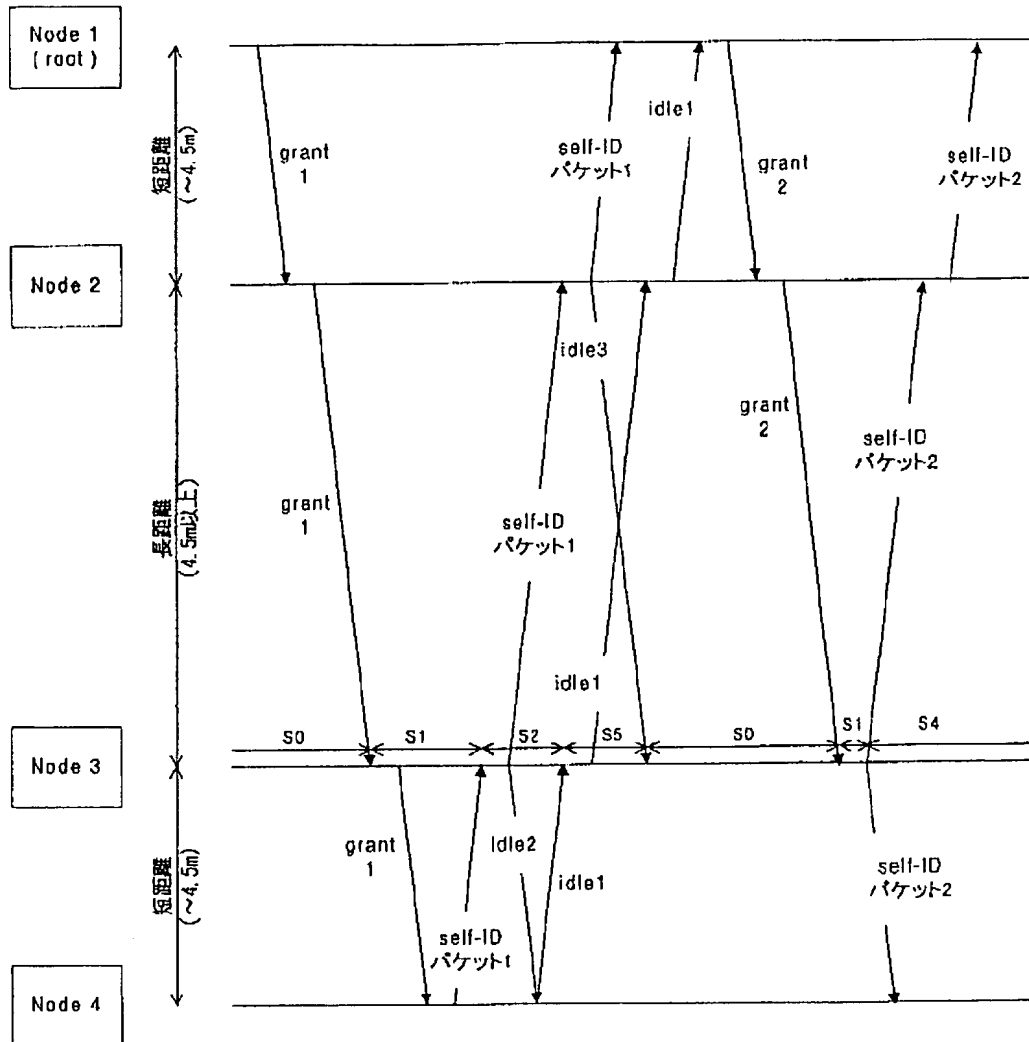 Node 1
( root )
短距離
(〜4.5m)
grant
1
self-ID
パケット1
idle1
grant
2
self-ID
パケット2
Node 2
長距離
(4.5m以上)
grant
1
self-ID
パケット1
idle3
idle1
grant
2
self-ID
パケット2
S0
S1
S2
S5
S0
S1
S4
Node 3
短距離
(〜4.5m)
grant
1
self-ID
パケット1
Idle2
idle1
self-ID
パケット2
Node 4